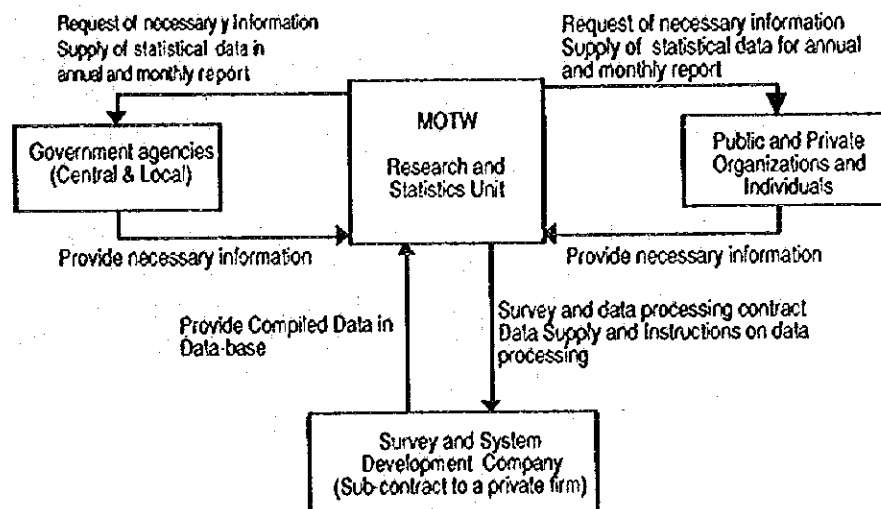 Request of necessary y Information
Supply of statistical data in
annual and monthly report
Request of necessary information
Supply of statistical data for annual
and monthly report
MOTW
Research and
Statistics Unit
Government agencies
(Central & Local)
Public and Private
Organizations and
Individuals
Provide necessary information
Provide necessary information
Provide Compiled Data in
Data-base
Survey and data processing contract
Data Supply and Instructions on data
processing
Survey and System
Development Company
(Sub-contract to a private firm)